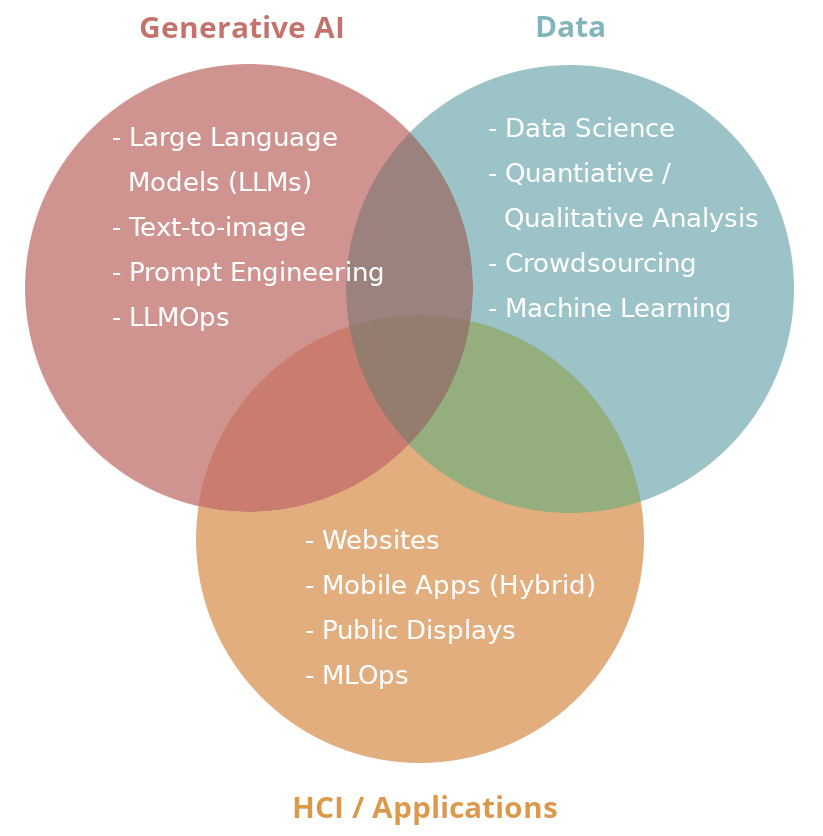 Generative AI
Data
- Large Language
Models (LLMs)
- Text-to-image
- Prompt Engineering
- LLMOps
- Data Science
- Quantiative /
Qualitative Analysis
- Crowdsourcing
- Machine Learning
- Websites
- Mobile Apps (Hybrid)
- Public Displays
- MLOps
HCI / Applications